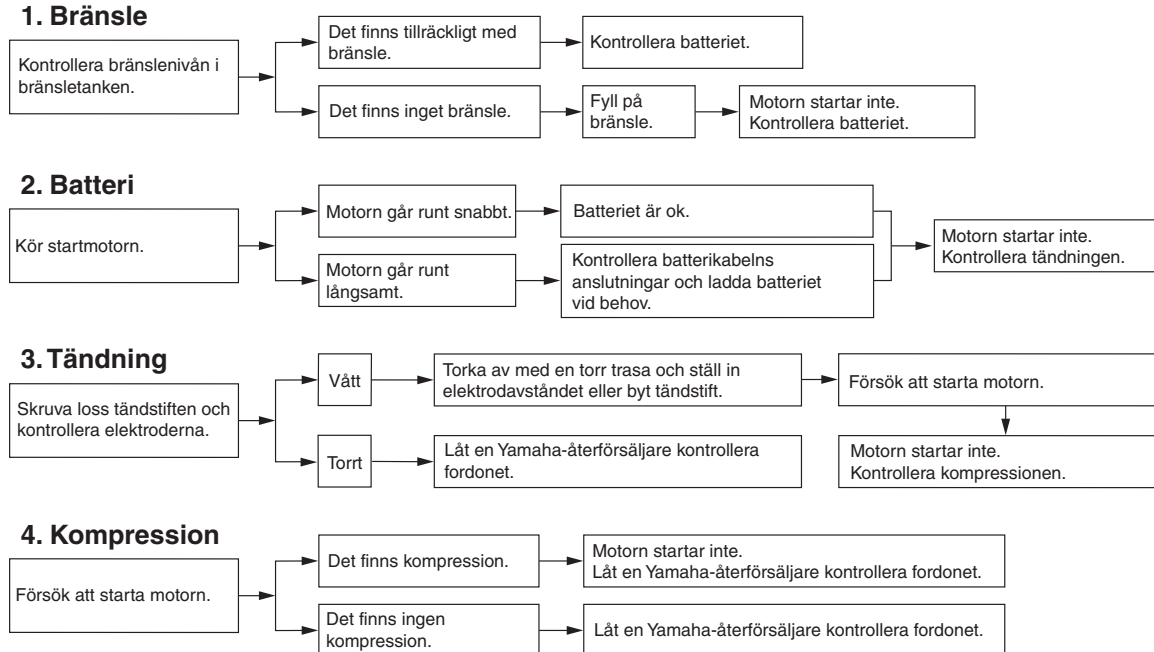 1. Bränsle
Kontrollera bränslenivån i
bränsletanken.
Det finns tillräckligt med
bränsle.
Kontrollera batteriet.
Det finns inget bränsle.
Fyll på
bränsle.
Motorn startar inte.
Kontrollera batteriet.
2. Batteri
Kör startmotorn.
Motorn går runt snabbt.
Batteriet är ok.
Motorn går runt
långsamt.
Kontrollera batterikabelns
anslutningar och ladda batteriet
vid behov.
Motorn startar inte.
Kontrollera tändningen.
3. Tändning
Skruva loss tändstiften och
kontrollera elektroderna.
Vått
Torka av med en torr trasa och ställ in
elektrodavståndet eller byt tändstift.
Försök att starta motorn.
Torrt
Låt en Yamaha-återförsäljare kontrollera
fordonet.
Motorn startar inte.
Kontrollera kompressionen.
4. Kompression
Försök att starta motorn.
Det finns kompression.
Motorn startar inte.
Låt en Yamaha-återförsäljare kontrollera fordonet.
Det finns ingen
kompression.
Låt en Yamaha-återförsäljare kontrollera fordonet.